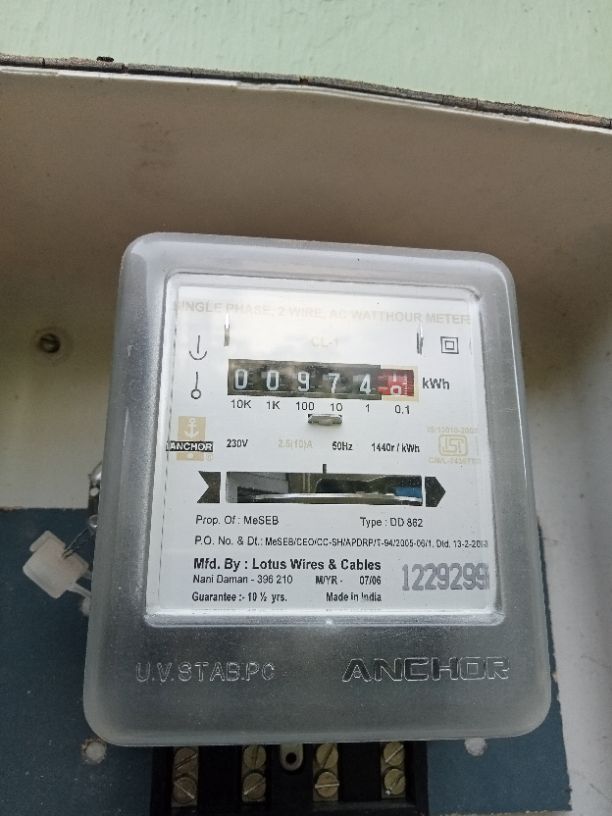 SINGLE PHASE, 2 WIRE, AC WATTHOUR METER
CL-1
0 0 9 7 4 kWh
10K 1K 100 10 1 0.1
ANCHOR
230V 2.5(10)A 50Hz 1440r / kWh
ISI
Prop. Of : MeSEB Type : DD 862
P.O. No. & Dt.: MeSEB/CEO/CC-SH/APDRP/T-94/2005-06/1, Dtd. 13-2-
Mfd. By : Lotus Wires & Cables
Nani Daman - 396 210 M/YR - 07/06
Guarantee :- 10 ½ yrs. Made in India
1229299
U.V.STAB.PC ANCHOR